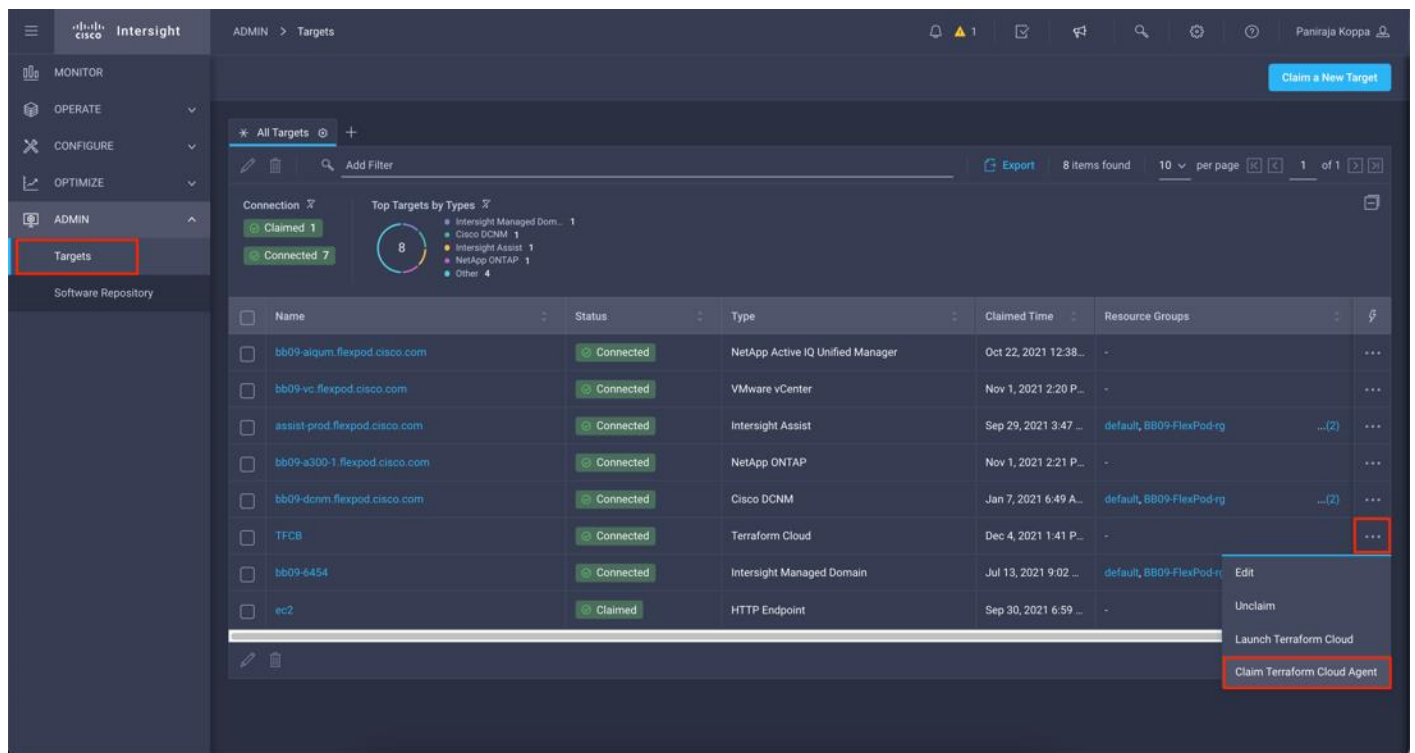 cisco Intersight
ADMIN > Targets
1
Paniraja Koppa
MONITOR
OPERATE
CONFIGURE
OPTIMIZE
ADMIN
Targets
Software Repository
Claim a New Target
All Targets
Add Filter
Export 8 items found 10 per page 1 of 1
Connection
Claimed 1
Connected 7
Top Targets by Types
8
Intersight Managed Dom... 1
Cisco DCNM 1
Intersight Assist 1
NetApp ONTAP 1
Other 4
Name Status Type Claimed Time Resource Groups
bb09-aiqum.flexpod.cisco.com Connected NetApp Active IQ Unified Manager Oct 22, 2021 12:38... - ...
bb09-vc.flexpod.cisco.com Connected VMware vCenter Nov 1, 2021 2:20 P... - ...
assist-prod.flexpod.cisco.com Connected Intersight Assist Sep 29, 2021 3:47 ... default, BB09-FlexPod-rg ...(2) ...
bb09-a300-1.flexpod.cisco.com Connected NetApp ONTAP Nov 1, 2021 2:21 P... - ...
bb09-dcnm.flexpod.cisco.com Connected Cisco DCNM Jan 7, 2021 6:49 A... default, BB09-FlexPod-rg ...(2) ...
TFCB Connected Terraform Cloud Dec 4, 2021 1:41 P... - ...
bb09-6454 Connected Intersight Managed Domain Jul 13, 2021 9:02 ... default, BB09-FlexPod-r
ec2 Claimed HTTP Endpoint Sep 30, 2021 6:59 ... -
Edit
Unclaim
Launch Terraform Cloud
Claim Terraform Cloud Agent